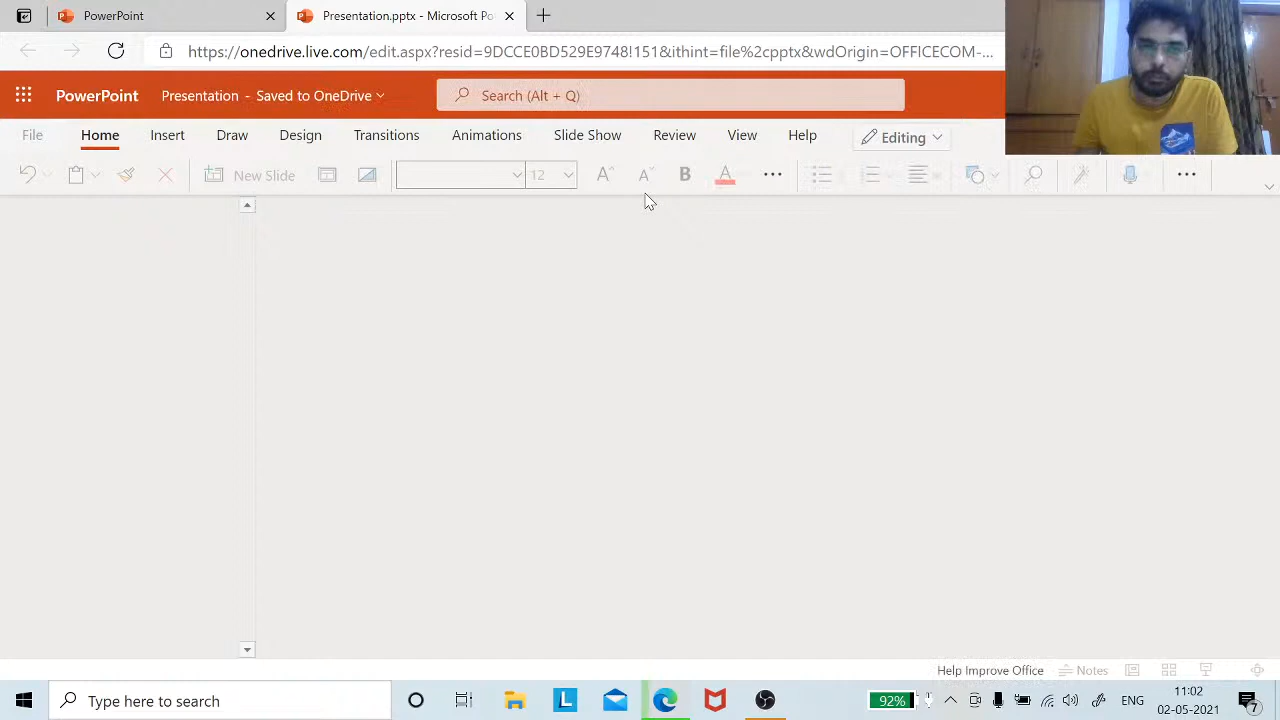 PowerPoint
Presentation.pptx - Microsoft Po
https://onedrive.live.com/edit.aspx?resid=9DCCE0BD529E9748!151&ithint=file%2cpptx&wdOrigin=OFFICECOM-...
PowerPoint Presentation - Saved to OneDrive Search (Alt + Q)
File Home Insert Draw Design Transitions Animations Slide Show Review View Help Editing
New Slide 12 A A B A
Help Improve Office Notes
Type here to search L 92% ENG 11:02
02-05-2021 7